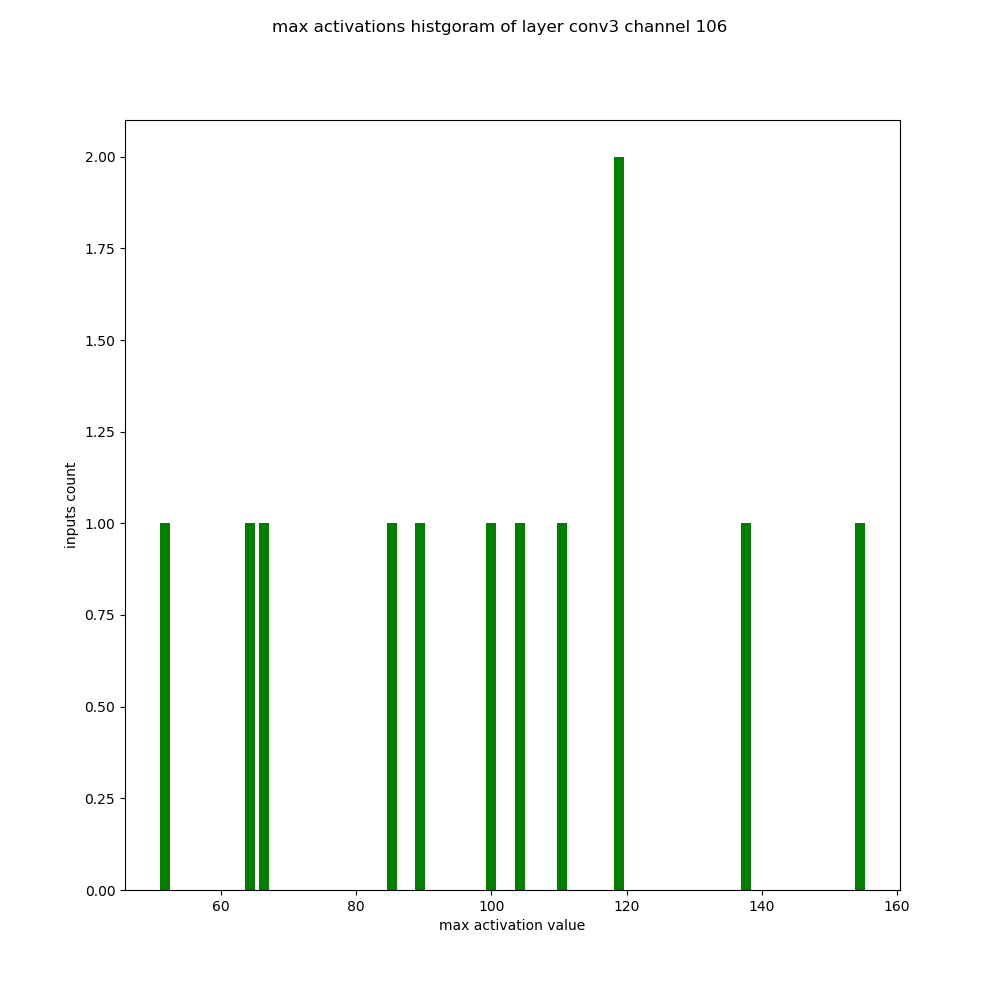 max activations histgoram of layer conv3 channel 106
2.00
1.75
1.50
1.25
1.00
0.75
0.50
0.25
0.00
inputs count
60 80 100 120 140 160
max activation value